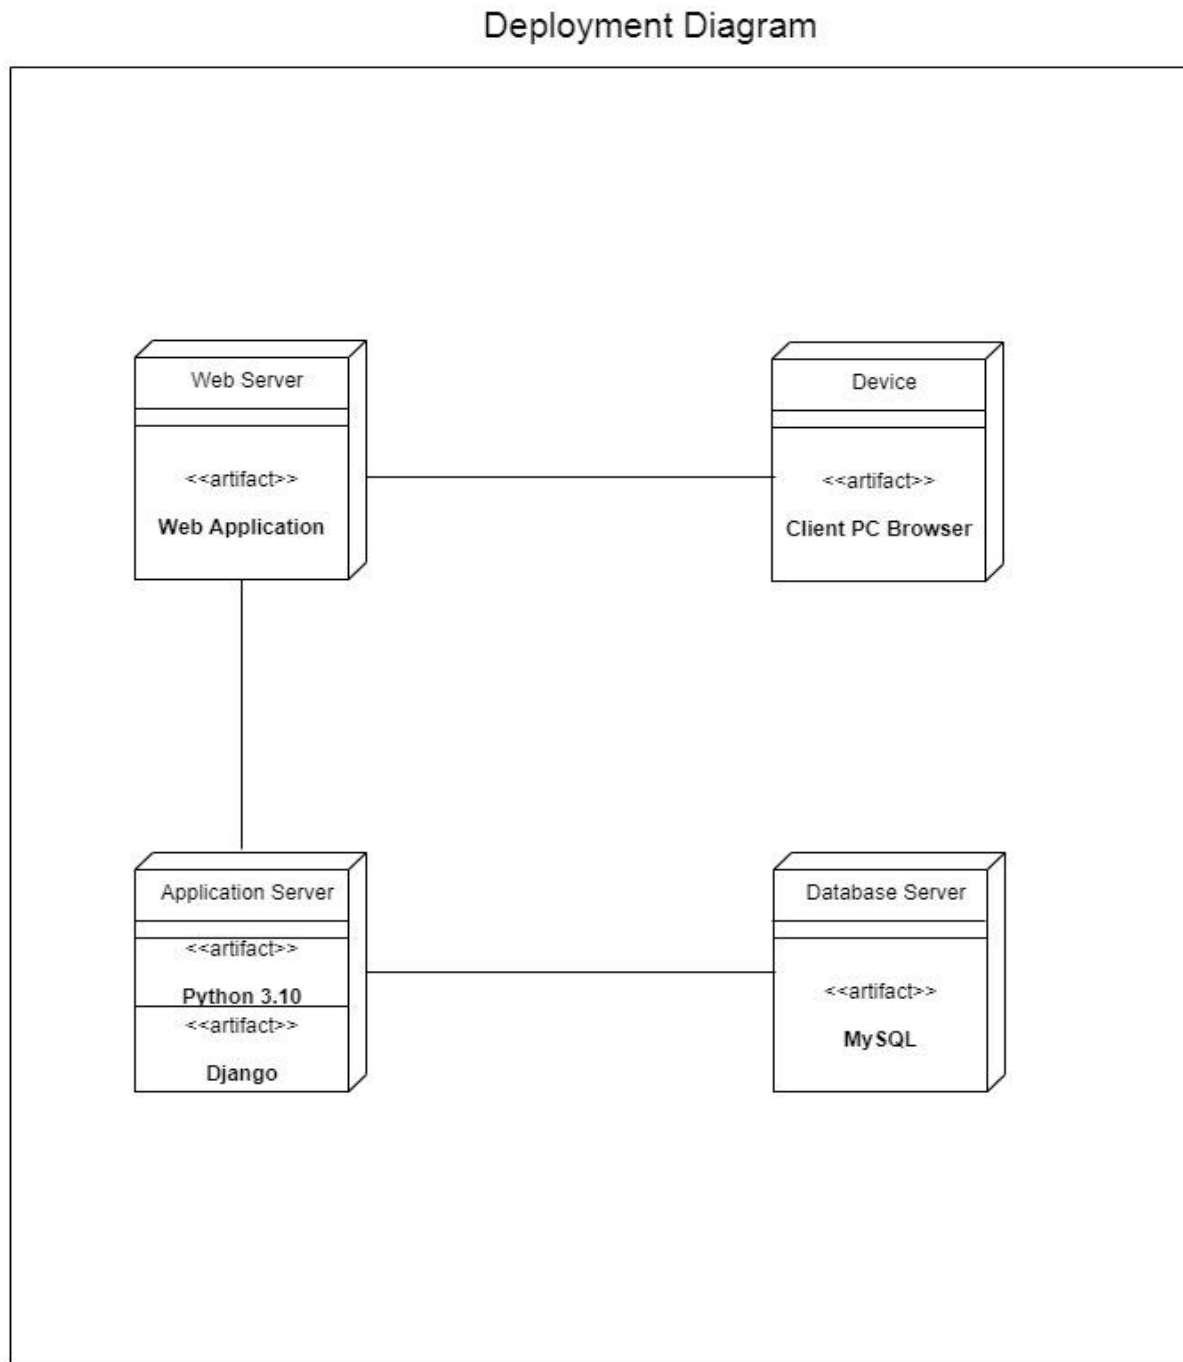 Deployment Diagram
Web Server
<<artifact>>
Web Application
Device
<<artifact>>
Client PC Browser
Application Server
<<artifact>>
Python 3.10
<<artifact>>
Django
Database Server
<<artifact>>
MySQL